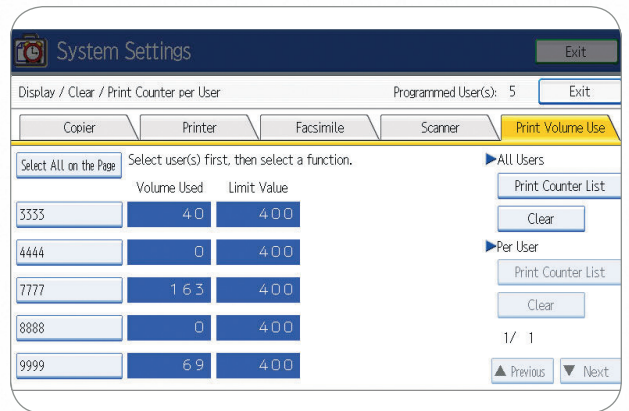 System Settings
Exit
Display / Clear / Print Counter per User
Programmed User(s): 5
Exit
Copier
Printer
Facsimile
Scanner
Print Volume Use
Select All on the Page
Select user(s) first, then select a function.
Volume Used
Limit Value
3333
40
400
4444
0
400
7777
163
400
8888
0
400
9999
69
400
▶All Users
Print Counter List
Clear
▶Per User
Print Counter List
Clear
1/ 1
▲ Previous
▼ Next